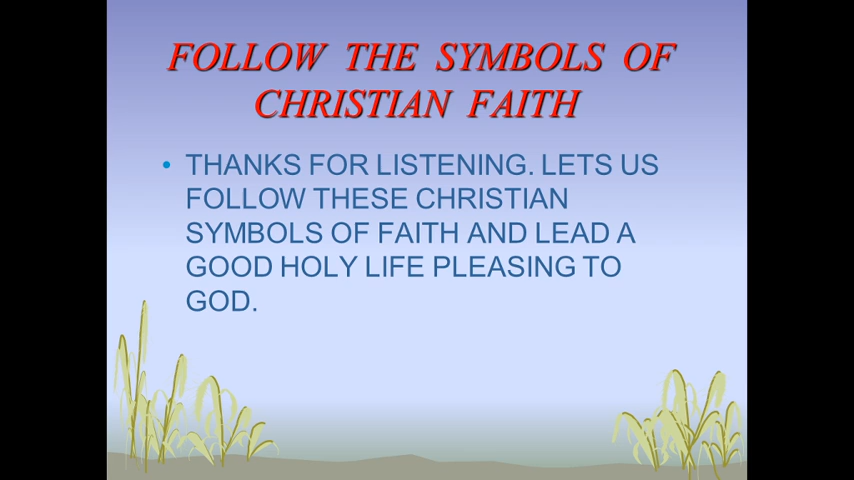 FOLLOW THE SYMBOLS OF
CHRISTIAN FAITH
• THANKS FOR LISTENING. LETS US
FOLLOW THESE CHRISTIAN
SYMBOLS OF FAITH AND LEAD A
GOOD HOLY LIFE PLEASING TO
GOD.